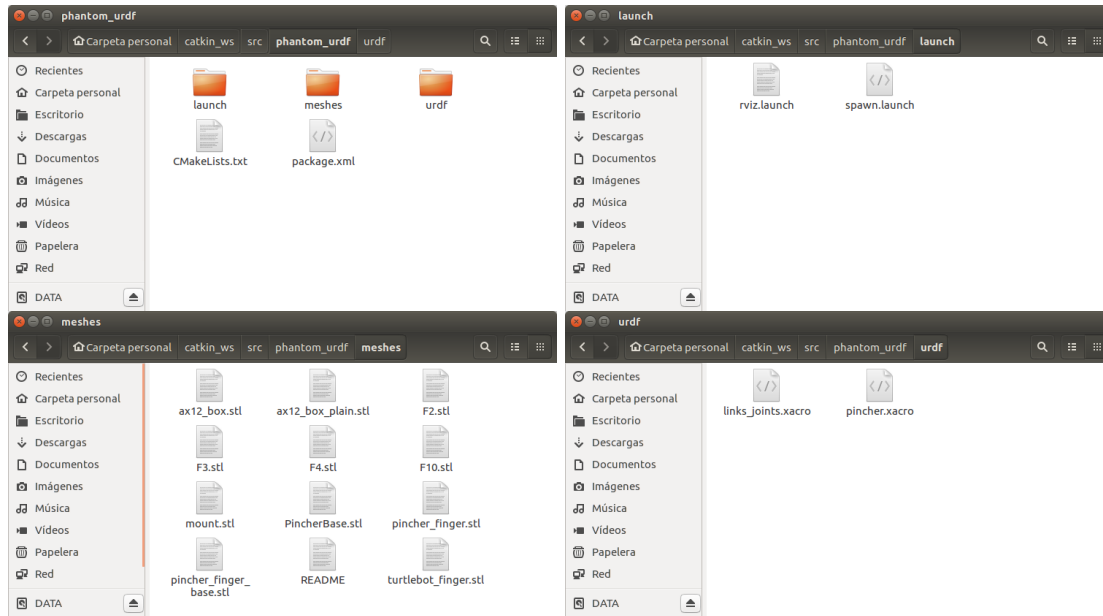 phantom_urdf
Carpeta personal catkin_ws src phantom_urdf urdf
Recientes
Carpeta personal
Escritorio
Descargas
Documentos
Imágenes
Música
Vídeos
Papelera
Red
DATA
launch meshes urdf
CMakeLists.txt package.xml
launch
Carpeta personal catkin_ws src phantom_urdf launch
Recientes
Carpeta personal
Escritorio
Descargas
Documentos
Imágenes
Música
Vídeos
Papelera
Red
DATA
rviz.launch spawn.launch
meshes
Carpeta personal catkin_ws src phantom_urdf meshes
Recientes
Carpeta personal
Escritorio
Descargas
Documentos
Imágenes
Música
Vídeos
Papelera
Red
DATA
ax12_box.stl ax12_box_plain.stl F2.stl
F3.stl F4.stl F10.stl
mount.stl PincherBase.stl pincher_finger.stl
pincher_finger_ README turtlebot_finger.stl
base.stl
urdf
Carpeta personal catkin_ws src phantom_urdf urdf
Recientes
Carpeta personal
Escritorio
Descargas
Documentos
Imágenes
Música
Vídeos
Papelera
Red
DATA
links_joints.xacro pincher.xacro